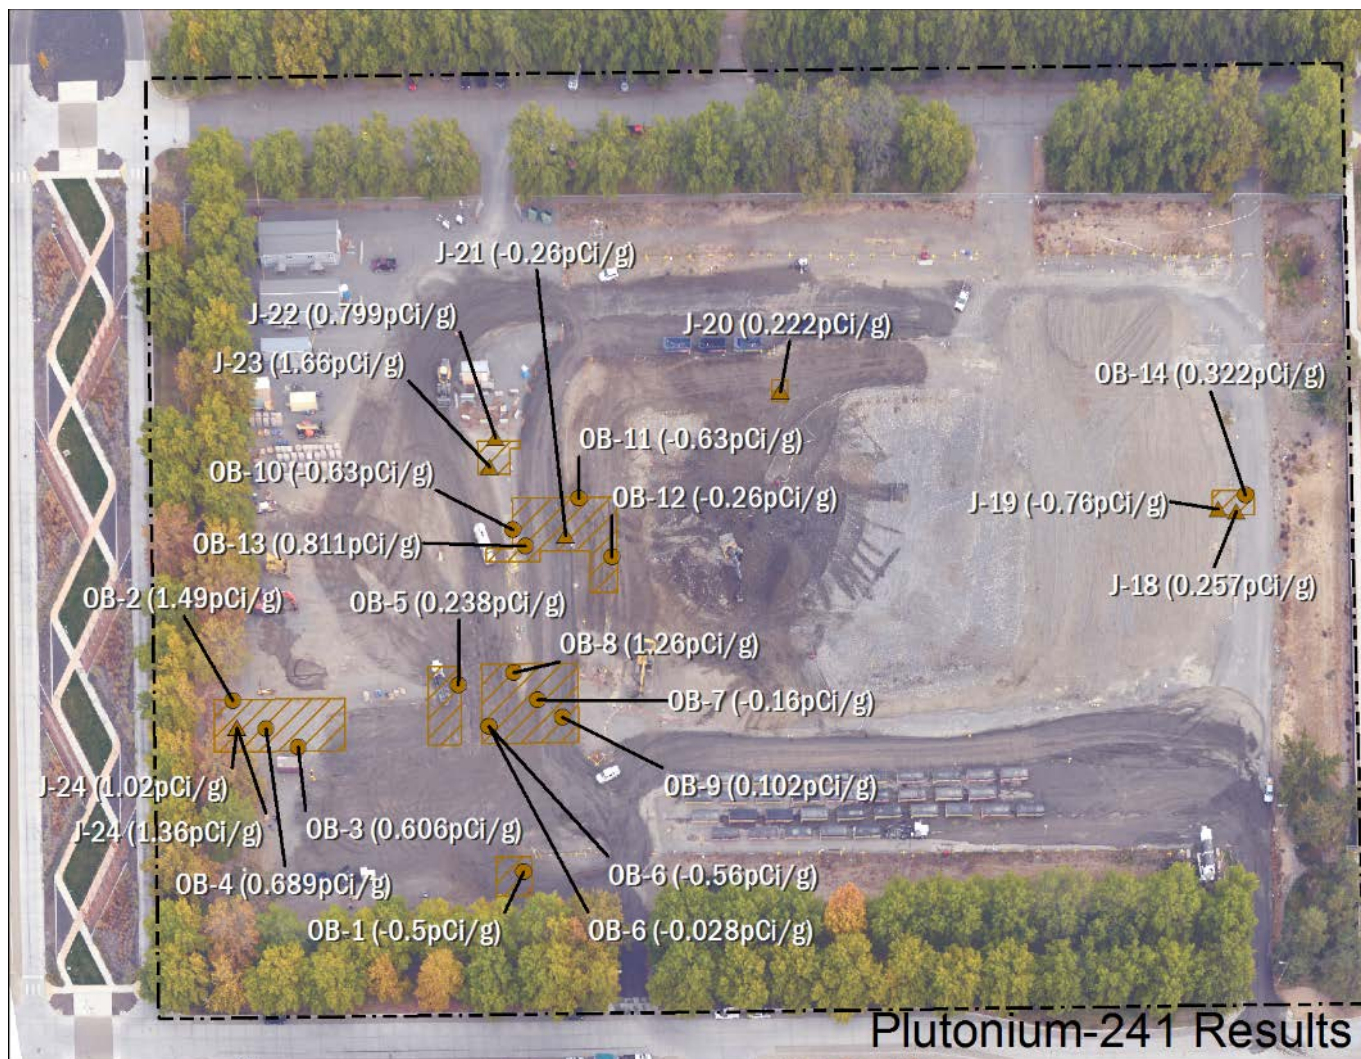 J-21 (-0.26pCi/g)
J-22 (0.799pCi/g)
J-20 (0.222pCi/g)
J-23 (1.66pCi/g)
OB-14 (0.322pCi/g)
OB-11 (-0.63pCi/g)
OB-10 (-0.63pCi/g)
OB-12 (-0.26pCi/g)
J-19 (-0.76pCi/g)
OB-13 (0.811pCi/g)
J-18 (0.257pCi/g)
OB-2 (1.49pCi/g)
OB-5 (0.238pCi/g)
OB-8 (1.26pCi/g)
OB-7 (-0.16pCi/g)
J-24 (1.02pCi/g)
OB-9 (0.102pCi/g)
J-24 (1.36pCi/g)
OB-3 (0.606pCi/g)
OB-4 (0.689pCi/g)
OB-6 (-0.56pCi/g)
OB-1 (-0.5pCi/g)
OB-6 (-0.028pCi/g)
Plutonium-241 Results